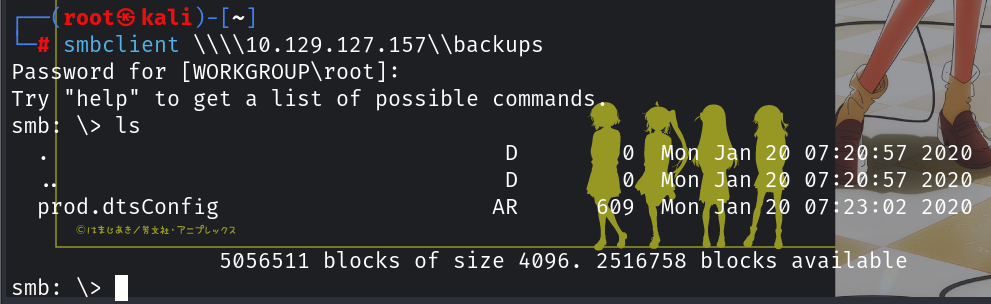 ┌──(root㉿kali)-[~]
└─# smbclient \\\\10.129.127.157\\backups
Password for [WORKGROUP\root]:
Try "help" to get a list of possible commands.
smb: \> ls
. D 0 Mon Jan 20 07:20:57 2020
.. D 0 Mon Jan 20 07:20:57 2020
prod.dtsConfig AR 609 Mon Jan 20 07:23:02 2020
©はまじあき/芳文社・アニプレックス
5056511 blocks of size 4096. 2516758 blocks available
smb: \>